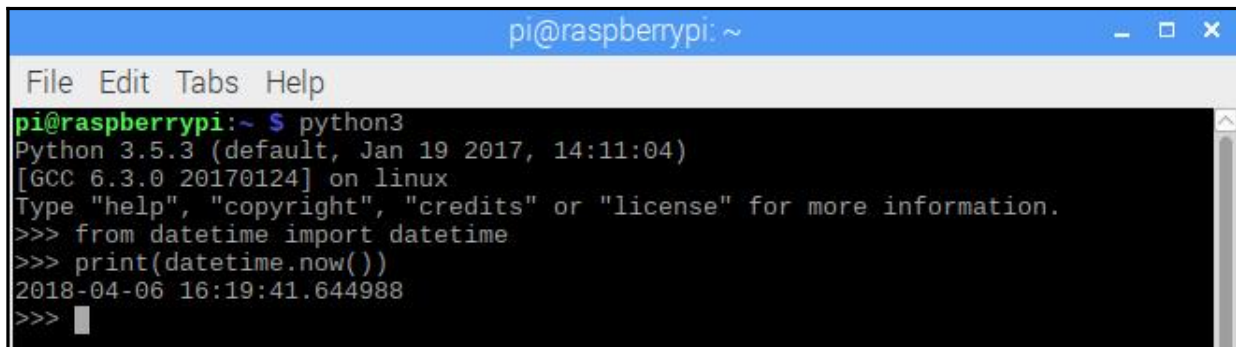 pi@raspberrypi: ~
File Edit Tabs Help
pi@raspberrypi:~ $ python3
Python 3.5.3 (default, Jan 19 2017, 14:11:04)
[GCC 6.3.0 20170124] on linux
Type "help", "copyright", "credits" or "license" for more information.
>>> from datetime import datetime
>>> print(datetime.now())
2018-04-06 16:19:41.644988
>>>